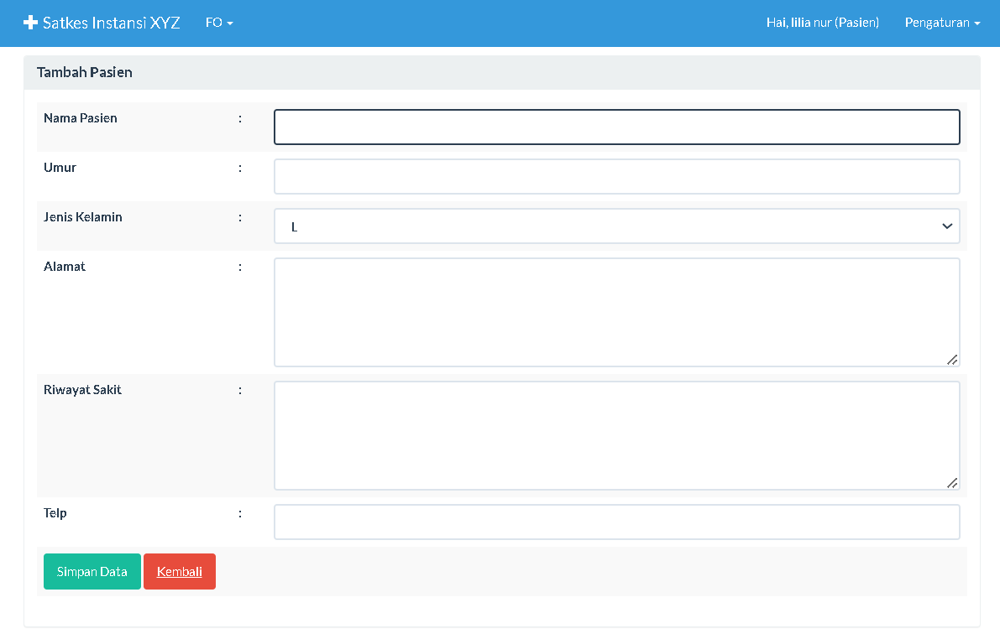 Satkes Instansi XYZ FO Hai, lilia nur (Pasien) Pengaturan
Tambah Pasien
Nama Pasien :
Umur :
Jenis Kelamin : L
Alamat :
Riwayat Sakit :
Telp :
Simpan Data Kembali